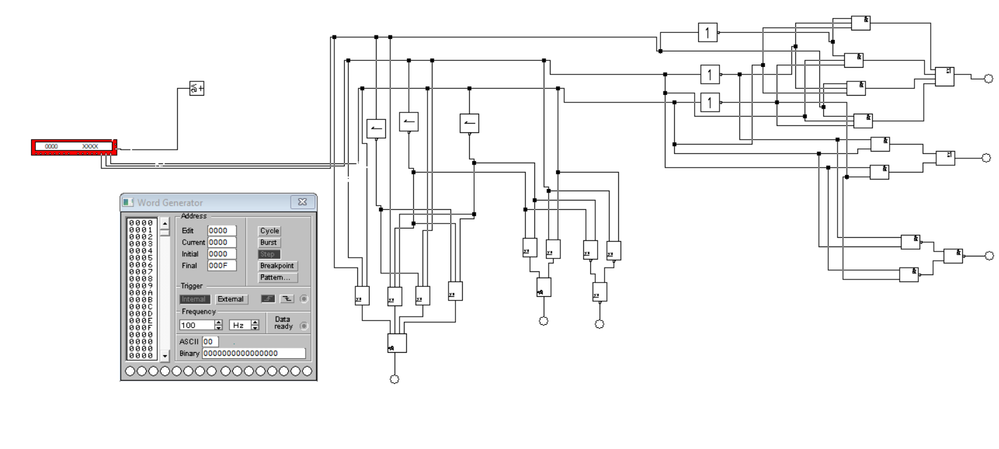 1
1
0000 XXXX
1
Word Generator
Address
0000
0001
0002
0003
0004
0005
0006
0007
0008
0009
000A
000B
000C
000D
000E
000F
0000
0000
0000
0000
Edit 0000 Cycle
Current 0000 Burst
Initial 0000 Step
Final 000F Breakpoint
Pattern...
Trigger
Internal External
Frequency
100 Hz Data ready
ASCII 00 .
Binary 0000000000000000